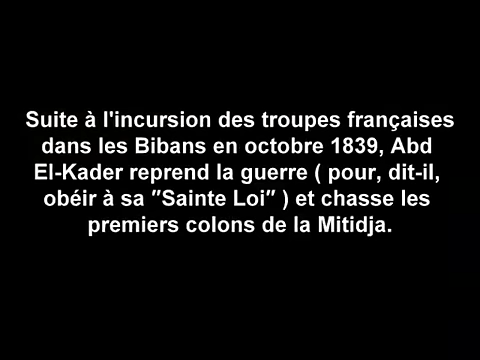 Suite à l'incursion des troupes françaises
dans les Bibans en octobre 1839, Abd
El-Kader reprend la guerre ( pour, dit-il,
obéir à sa ″Sainte Loi″ ) et chasse les
premiers colons de la Mitidja.